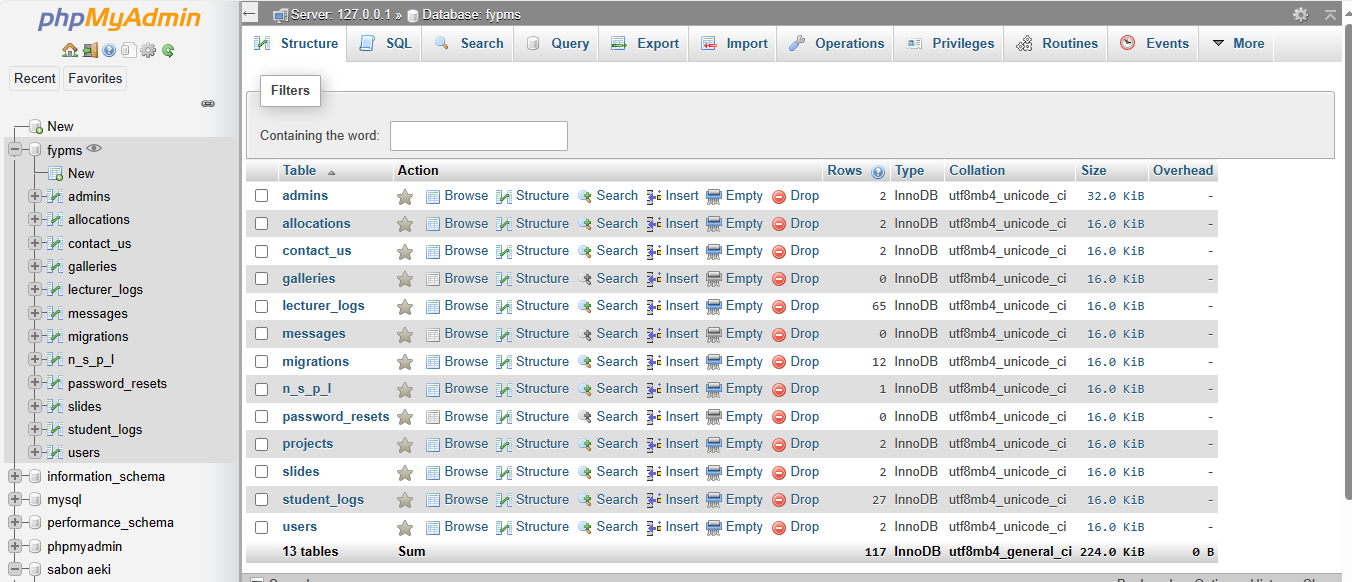 phpMyAdmin
Recent Favorites
New
fypms
New
admins
allocations
contact_us
galleries
lecturer_logs
messages
migrations
n_s_p_l
password_resets
slides
student_logs
users
information_schema
mysql
performance_schema
phpmyadmin
sabon aeki
Server: 127.0.0.1 » Database: fypms
Structure SQL Search Query Export Import Operations Privileges Routines Events More
Filters
Containing the word:
Table Action Rows Type Collation Size Overhead
admins Browse Structure Search Insert Empty Drop 2 InnoDB utf8mb4_unicode_ci 32.0 KiB -
allocations Browse Structure Search Insert Empty Drop 2 InnoDB utf8mb4_unicode_ci 16.0 KiB -
contact_us Browse Structure Search Insert Empty Drop 2 InnoDB utf8mb4_unicode_ci 16.0 KiB -
galleries Browse Structure Search Insert Empty Drop 0 InnoDB utf8mb4_unicode_ci 16.0 KiB -
lecturer_logs Browse Structure Search Insert Empty Drop 65 InnoDB utf8mb4_unicode_ci 16.0 KiB -
messages Browse Structure Search Insert Empty Drop 0 InnoDB utf8mb4_unicode_ci 16.0 KiB -
migrations Browse Structure Search Insert Empty Drop 12 InnoDB utf8mb4_unicode_ci 16.0 KiB -
n_s_p_l Browse Structure Search Insert Empty Drop 1 InnoDB utf8mb4_unicode_ci 16.0 KiB -
password_resets Browse Structure Search Insert Empty Drop 0 InnoDB utf8mb4_unicode_ci 16.0 KiB -
projects Browse Structure Search Insert Empty Drop 2 InnoDB utf8mb4_unicode_ci 16.0 KiB -
slides Browse Structure Search Insert Empty Drop 2 InnoDB utf8mb4_unicode_ci 16.0 KiB -
student_logs Browse Structure Search Insert Empty Drop 27 InnoDB utf8mb4_unicode_ci 16.0 KiB -
users Browse Structure Search Insert Empty Drop 2 InnoDB utf8mb4_unicode_ci 16.0 KiB -
13 tables Sum 117 InnoDB utf8mb4_general_ci 224.0 KiB 0 B